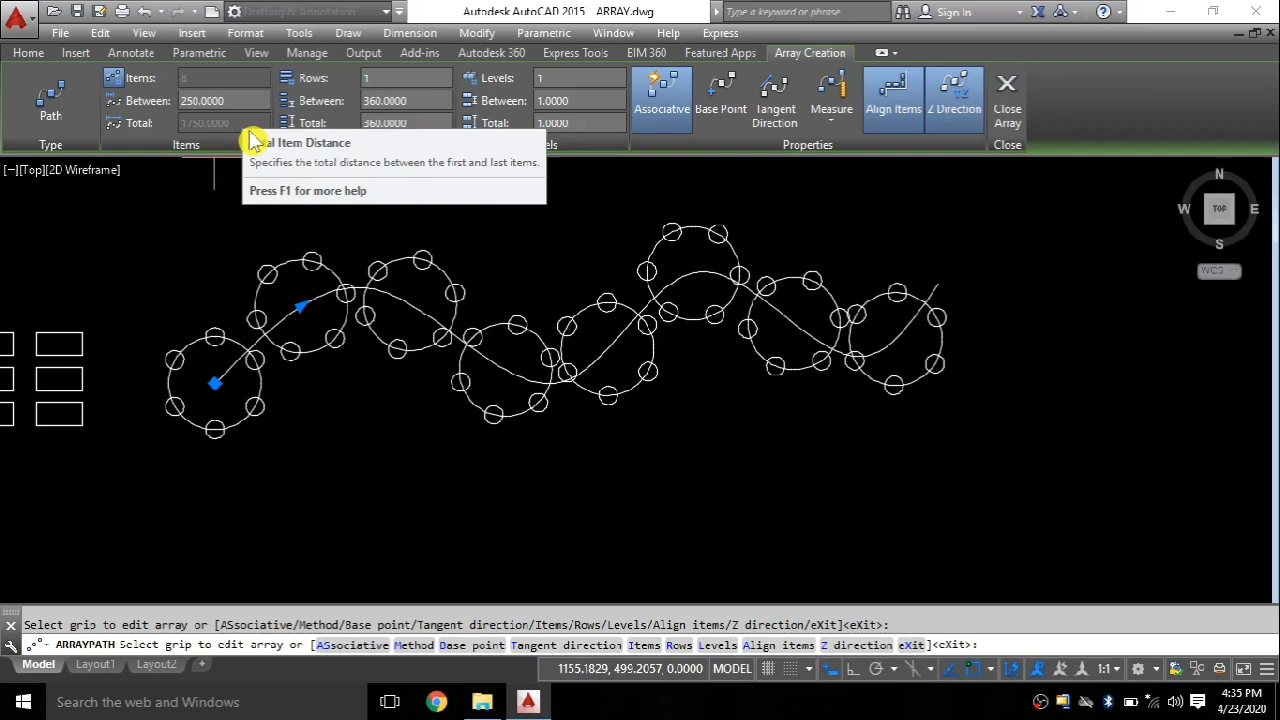 Drafting & Annotation
Autodesk AutoCAD 2015 ARRAY.dwg
Type a keyword or phrase
Sign In
File Edit View Insert Format Tools Draw Dimension Modify Parametric Window Help Express
Home Insert Annotate Parametric View Manage Output Add-ins Autodesk 360 Express Tools BIM 360 Featured Apps Array Creation
Path
Type
Items: 8
Between: 250.0000
Total: 1750.0000
Items
Rows: 1
Between: 360.0000
Total: 360.0000
Levels: 1
Between: 1.0000
Total: 1.0000
Associative
Base Point
Tangent Direction
Measure
Align Items
Z Direction
Properties
Close Array
Close
Item Distance
Specifies the total distance between the first and last items.
Press F1 for more help
[−][Top][2D Wireframe]
N
W TOP E
S
WCS
Select grip to edit array or [ASsociative/Method/Base point/Tangent direction/Items/Rows/Levels/Align items/Z direction/eXit]<eXit>:
ARRAYPATH Select grip to edit array or [ASsociative Method Base point Tangent direction Items Rows Levels Align items Z direction eXit]<eXit>:
Model Layout1 Layout2 +
1155.1829, 499.2057, 0.0000 MODEL 1:1
Search the web and Windows
4:35 PM
4/23/2020